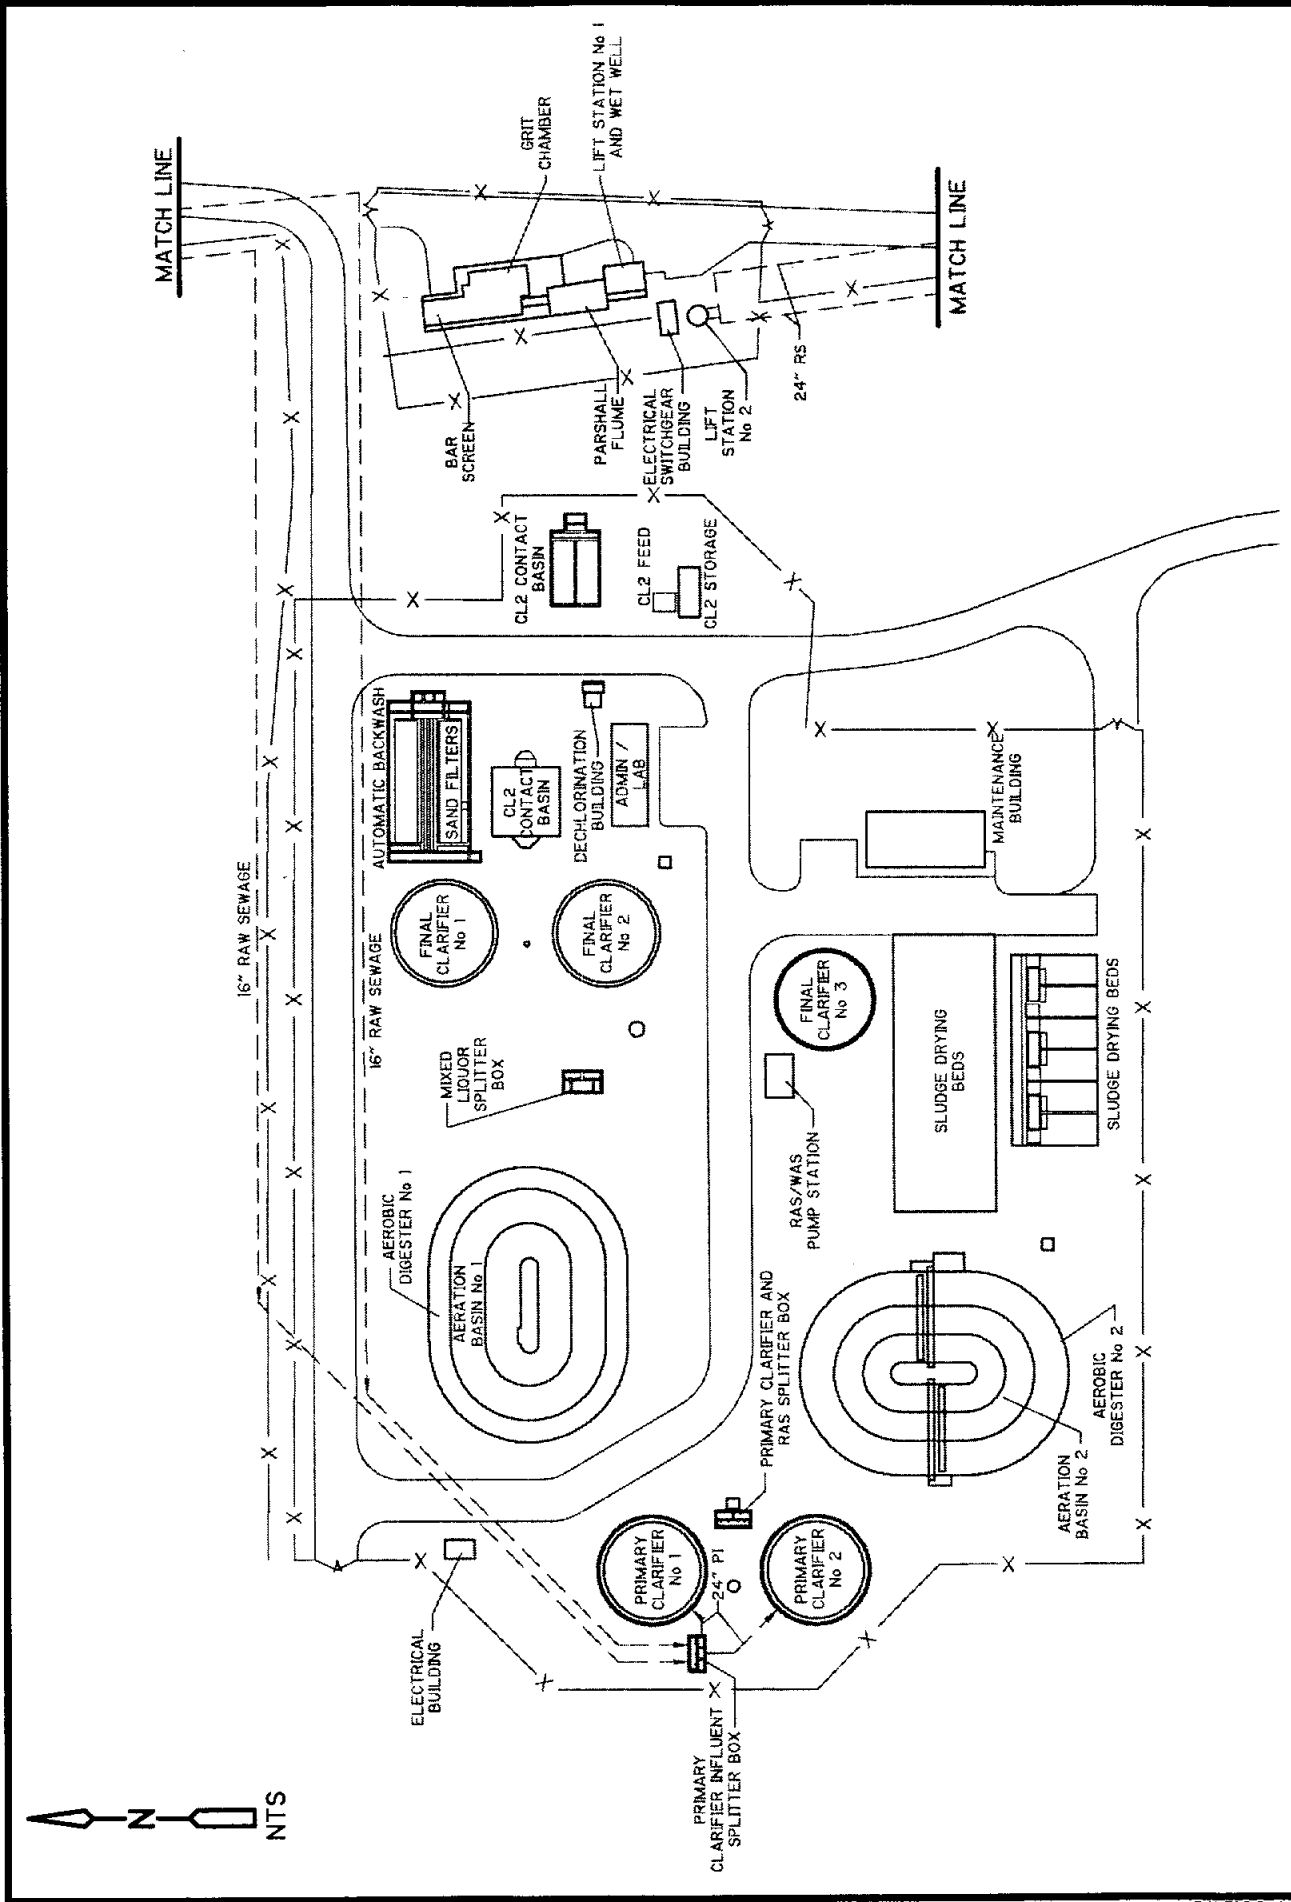 MATCH LINE
GRIT
CHAMBER
LIFT STATION No 1
AND WET WELL
MATCH LINE
24" RS
BAR
SCREEN
PARSHALL
FLUME
ELECTRICAL
SWITCHGEAR
BUILDING
LIFT
STATION
No 2
CL2 CONTACT
BASIN
CL2 FEED
CL2 STORAGE
AUTOMATIC BACKWASH
SAND FILTERS
CL2
CONTACT
BASIN
DECHLORINATION
BUILDING
ADMIN /
LAB
MAINTENANCE
BUILDING
16" RAW SEWAGE
16" RAW SEWAGE
FINAL
CLARIFIER
No 1
FINAL
CLARIFIER
No 2
FINAL
CLARIFIER
No 3
MIXED
LIQUOR
SPLITTER
BOX
SLUDGE DRYING
BEDS
SLUDGE DRYING BEDS
RAS/WAS
PUMP STATION
AEROBIC
DIGESTER No 1
AERATION
BASIN No 1
PRIMARY CLARIFIER AND
RAS SPLITTER BOX
AEROBIC
DIGESTER No 2
AERATION
BASIN No 2
PRIMARY
CLARIFIER
No 1
24" PI
PRIMARY
CLARIFIER
No 2
ELECTRICAL
BUILDING
PRIMARY
CLARIFIER INFLUENT
SPLITTER BOX
N
NTS